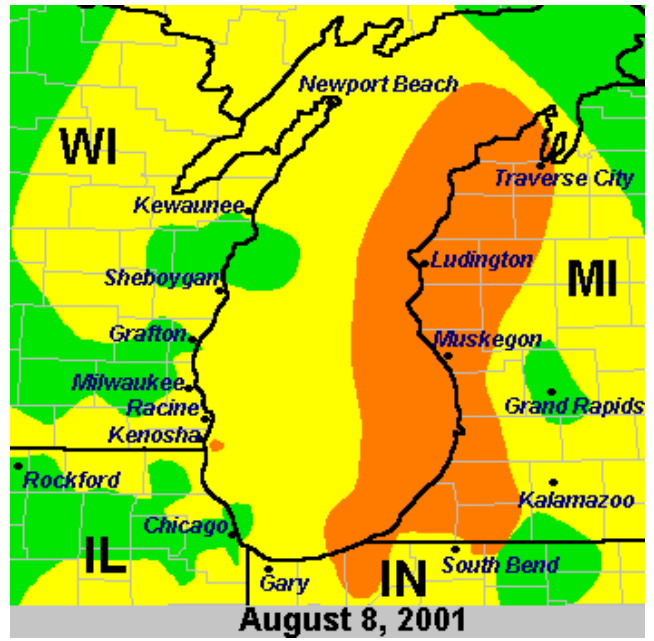 Newport Beach
WI
Traverse City
Kewaunee
Ludington
Sheboygan
MI
Grafton
Muskegon
Milwaukee
Racine
Grand Rapids
Kenosha
Rockford
Kalamazoo
Chicago
IL
South Bend
Gary
IN
August 8, 2001